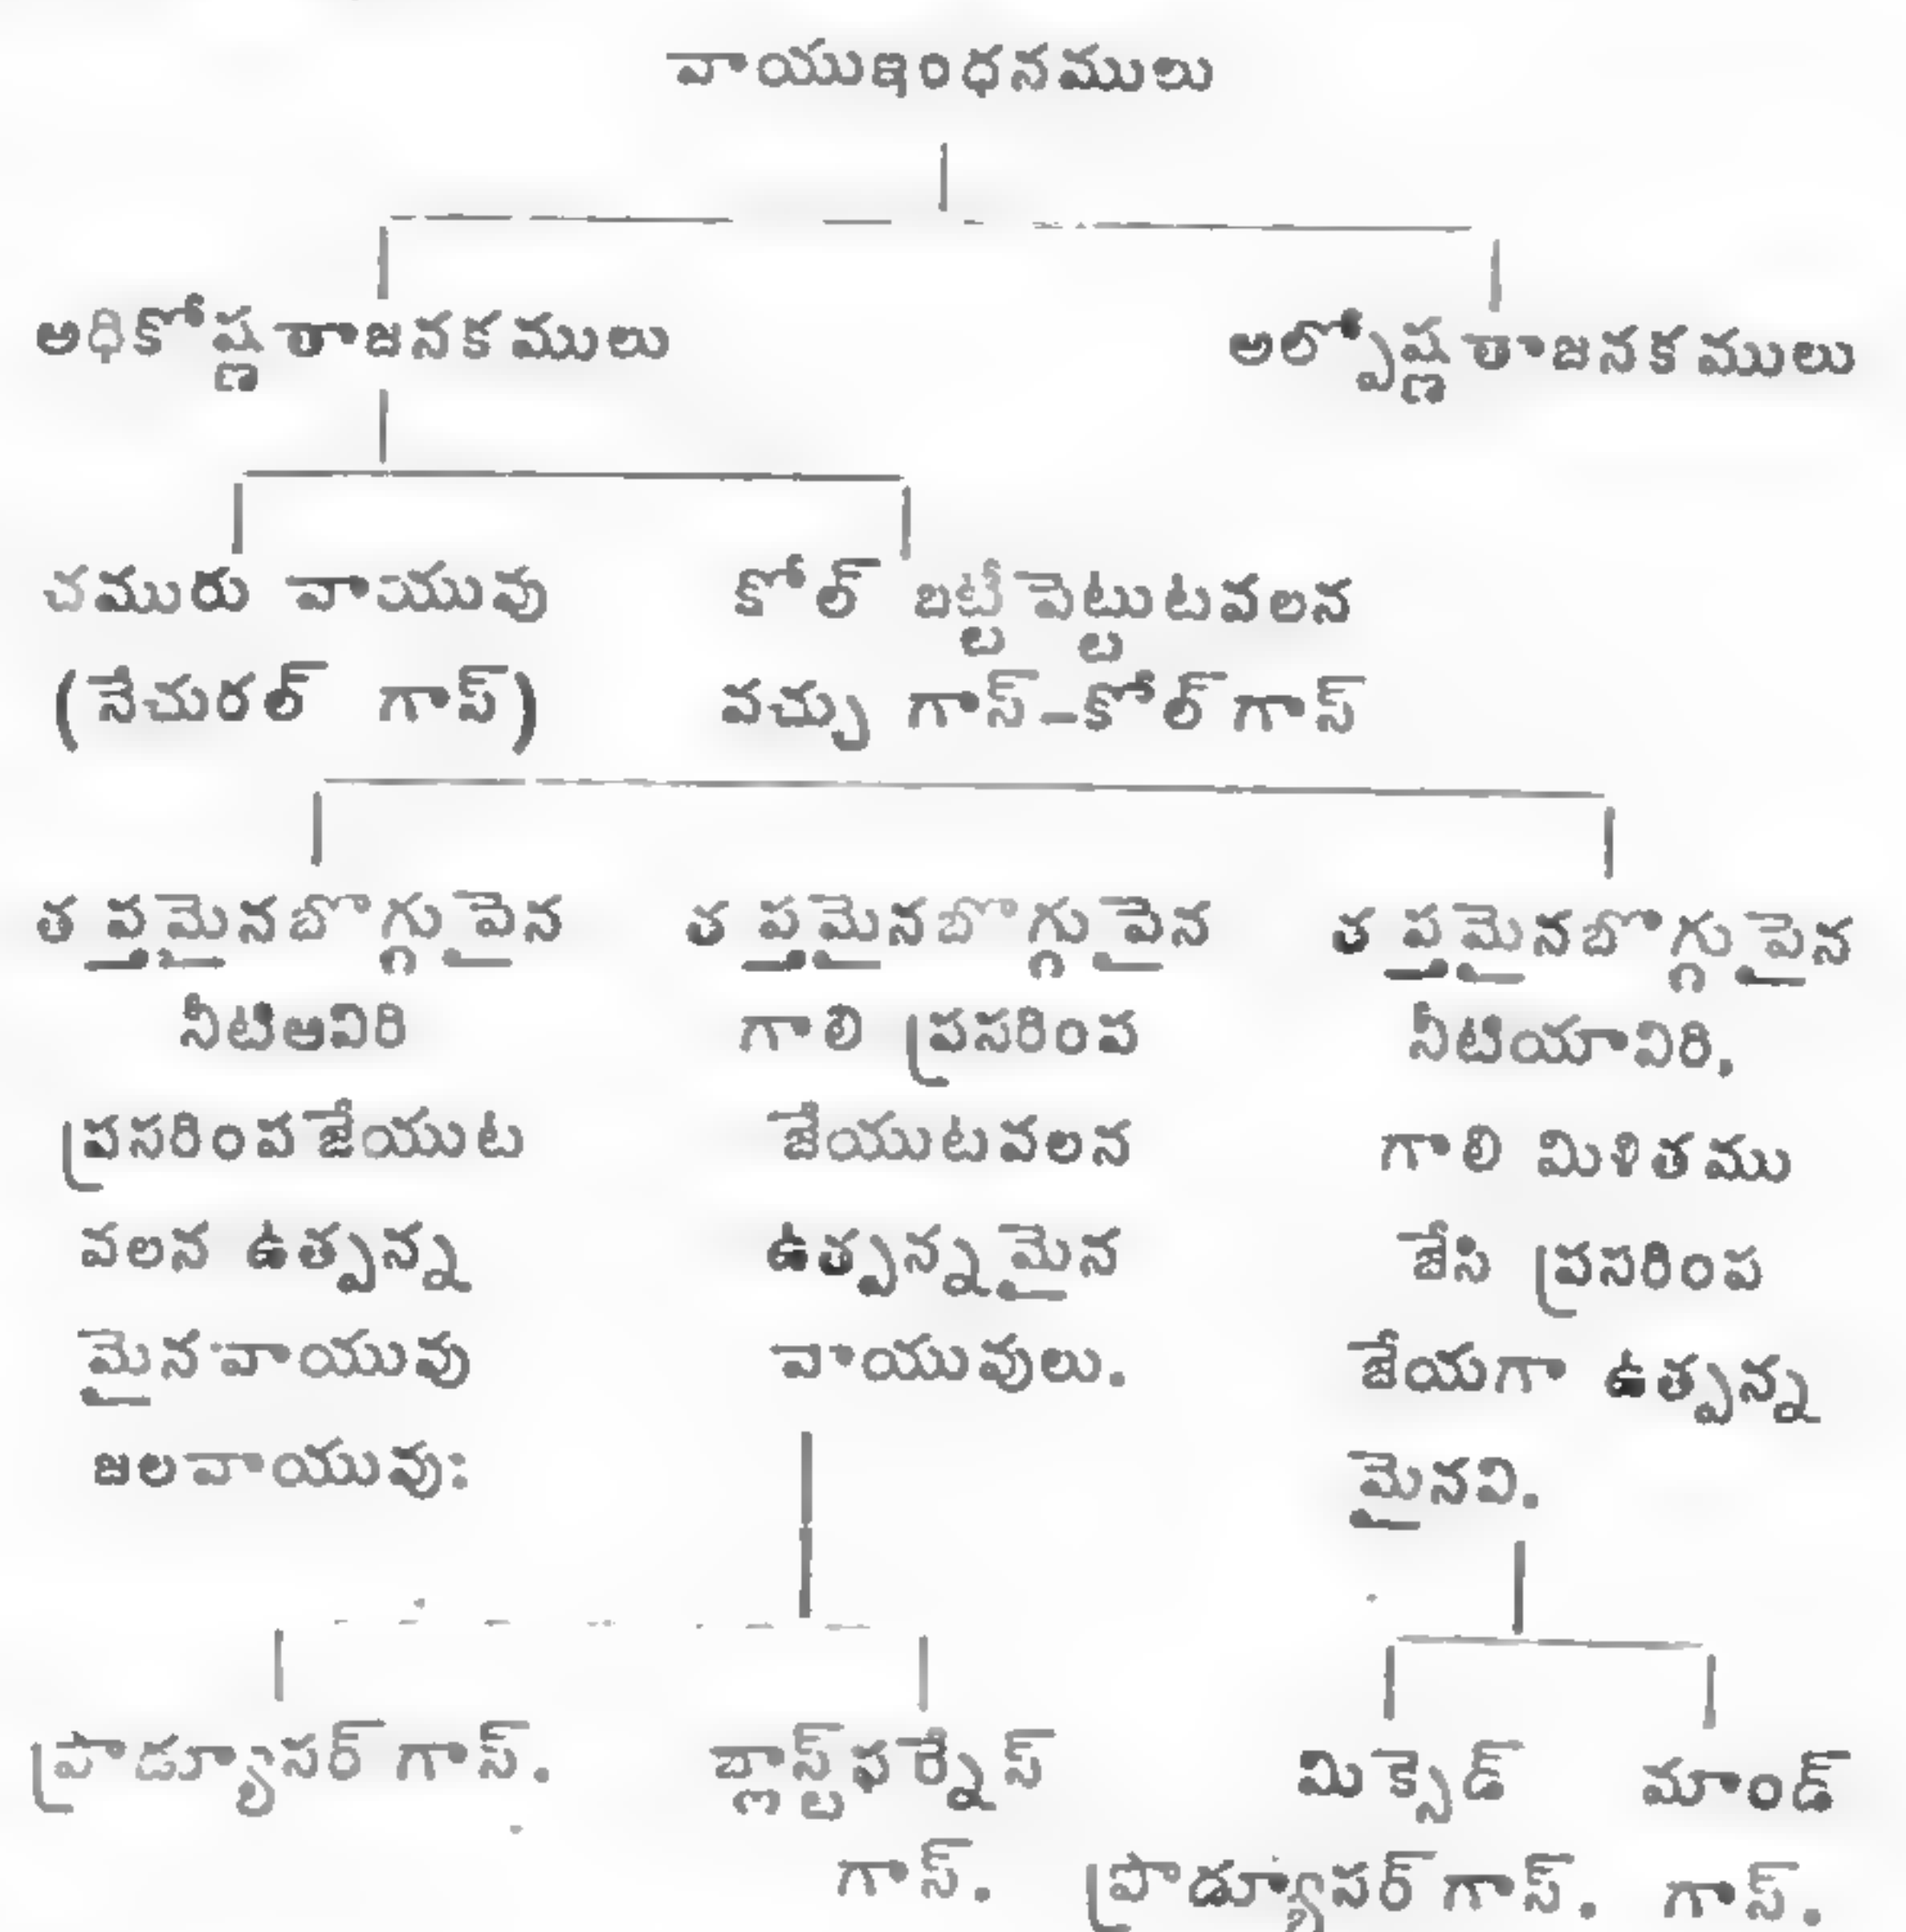 వాయుఇంధనములు
అధికోష్ణతాజనకములు అల్పోష్ణతాజనకములు
చమురు వాయువు
(నేచురల్ గాస్)
కోల్ బట్టీపెట్టుటవలన
వచ్చు గాస్–కోల్ గాస్
తప్తమైనబొగ్గుపైన
నీటిఆవిరి
ప్రసరింపజేయుట
వలన ఉత్పన్న
మైనవాయువు
జలవాయువు:
తప్తమైనబొగ్గుపైన
గాలి ప్రసరింప
జేయుటవలన
ఉత్పన్నమైన
వాయువులు.
తప్తమైనబొగ్గుపైన
నీటియావిరి,
గాలి మిళితము
జేసి ప్రసరింప
జేయగా ఉత్పన్న
మైనవి.
ప్రొడ్యూసర్ గాస్.
బ్లాస్ట్ ఫర్నేస్
గాస్.
మిక్సెడ్
ప్రొడ్యూసర్ గాస్.
మాండ్
గాస్.